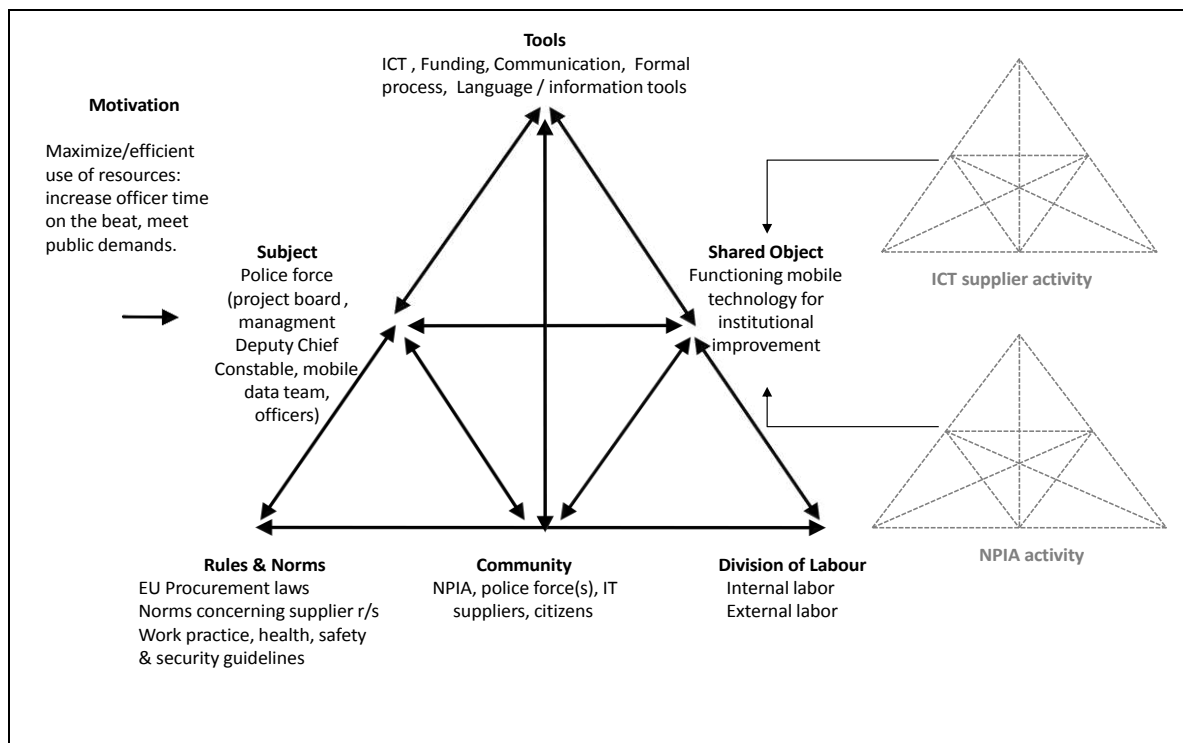 Tools
ICT , Funding, Communication, Formal
process, Language / information tools
Motivation
Maximize/efficient
use of resources:
increase officer time
on the beat, meet
public demands.
Subject
Police force
(project board ,
managment
Deputy Chief
Constable, mobile
data team,
officers)
Shared Object
Functioning mobile
technology for
institutional
improvement
ICT supplier activity
NPIA activity
Rules & Norms
EU Procurement laws
Norms concerning supplier r/s
Work practice, health, safety
& security guidelines
Community
NPIA, police force(s), IT
suppliers, citizens
Division of Labour
Internal labor
External labor